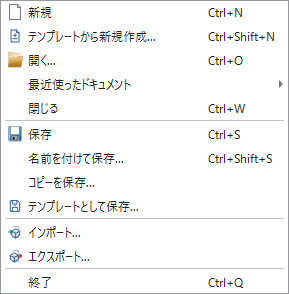 新規 Ctrl+N
テンプレートから新規作成... Ctrl+Shift+N
開く... Ctrl+O
最近使ったドキュメント
閉じる Ctrl+W
保存 Ctrl+S
名前を付けて保存... Ctrl+Shift+S
コピーを保存...
テンプレートとして保存...
インポート...
エクスポート...
終了 Ctrl+Q